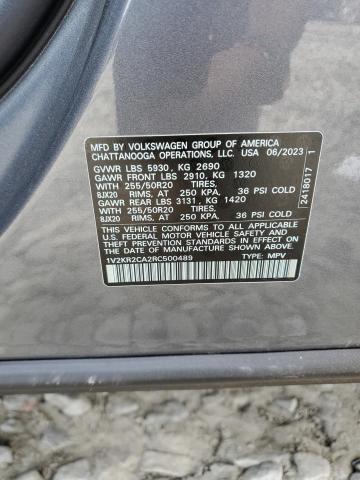 MFD BY VOLKSWAGEN GROUP OF AMERICA
CHATTANOOGA OPERATIONS, LLC. USA 06/2023
GVWR LBS 5930, KG 2690
GAWR FRONT LBS 2910, KG 1320
WITH 255/50R20 TIRES,
8JX20 RIMS, AT 250 KPA, 36 PSI COLD
GAWR REAR LBS 3131, KG 1420
WITH 255/50R20 TIRES,
8JX20 RIMS, AT 250 KPA, 36 PSI COLD
THIS VEHICLE CONFORMS TO ALL APPLICABLE
U.S. FEDERAL MOTOR VEHICLE SAFETY STANDARDS IN
EFFECT ON THE DATE OF MANUFACTURE SHOWN ABOVE.
1V2KR2CA2RC500489 TYPE: MPV
2418017 1